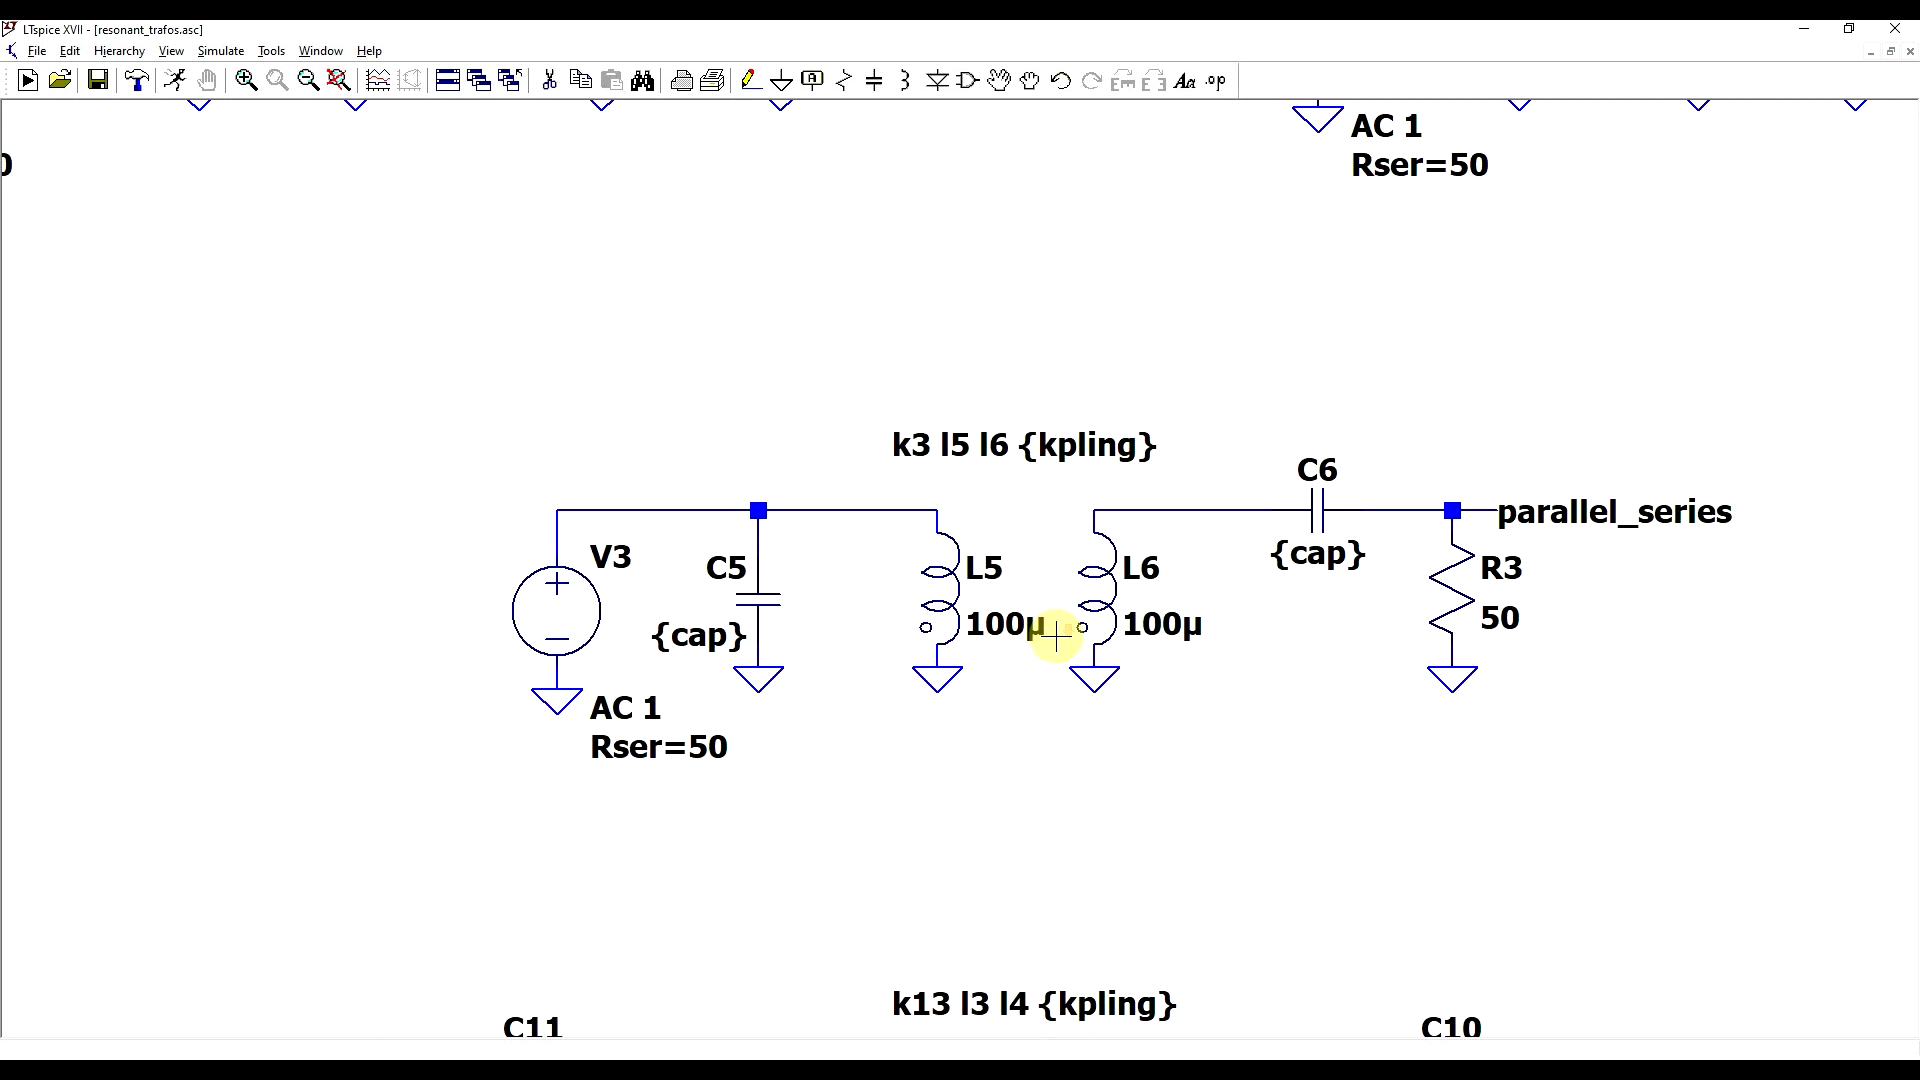 LTspice XVII - [resonant_trafos.asc]
File Edit Hierarchy View Simulate Tools Window Help
Aa .op
AC 1
Rser=50
k3 l5 l6 {kpling}
C6
parallel_series
{cap}
V3
C5
L5
L6
R3
{cap}
100µ
100µ
50
AC 1
Rser=50
k13 l3 l4 {kpling}
C11
C10